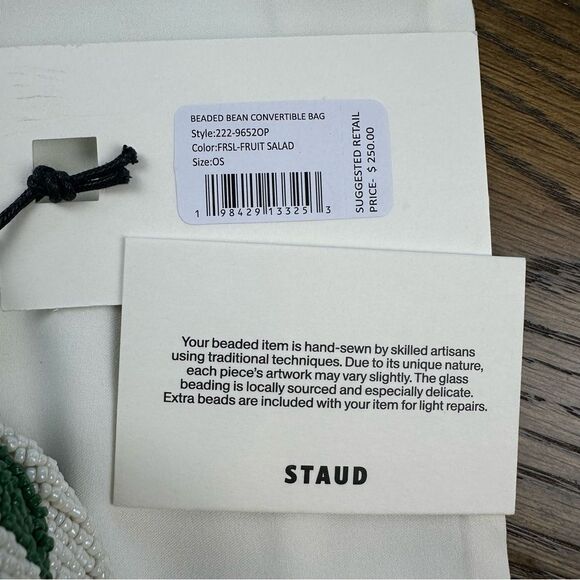 BEADED BEAN CONVERTIBLE BAG
Style:222-9652OP
Color:FRSL-FRUIT SALAD
Size:OS
1 98429 13325 3
SUGGESTED RETAIL
PRICE- $ 250.00
Your beaded item is hand-sewn by skilled artisans
using traditional techniques. Due to its unique nature,
each piece's artwork may vary slightly. The glass
beading is locally sourced and especially delicate.
Extra beads are included with your item for light repairs.
STAUD